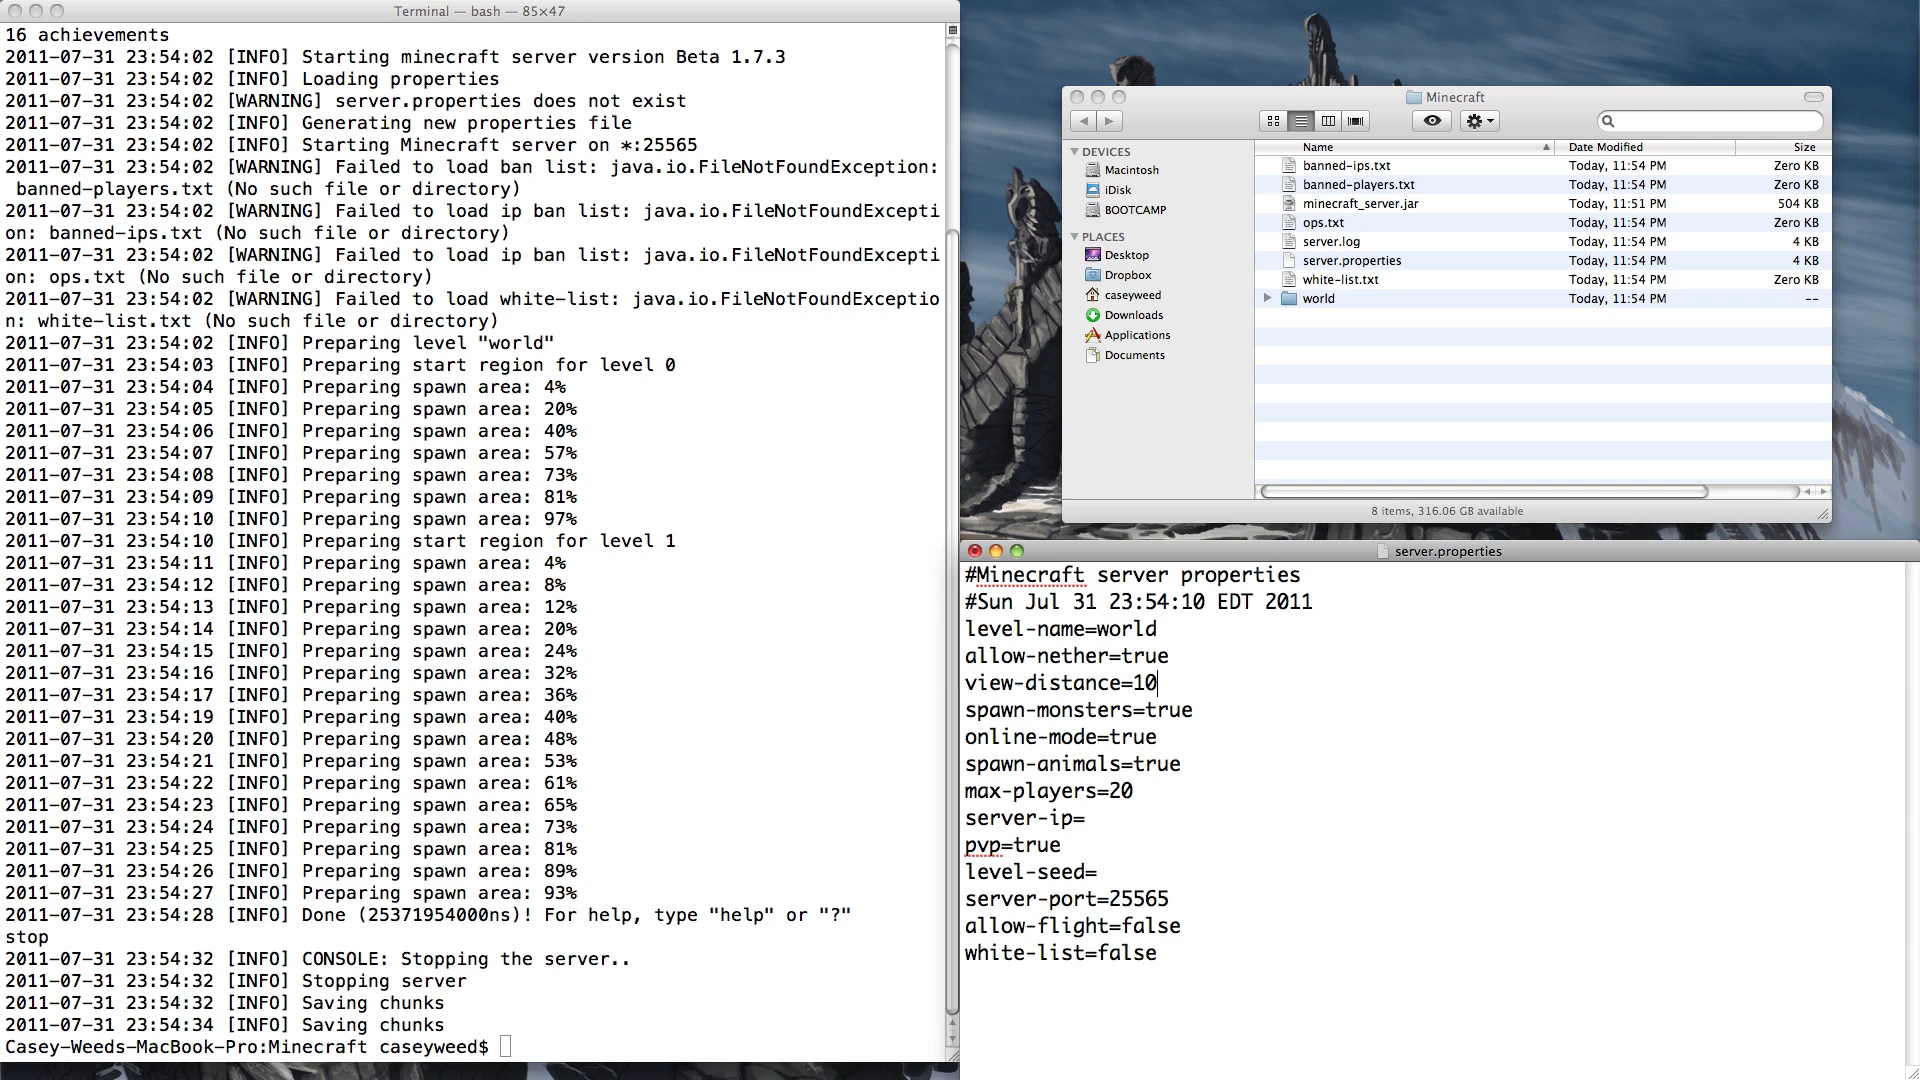 Terminal — bash — 85×47
16 achievements
2011-07-31 23:54:02 [INFO] Starting minecraft server version Beta 1.7.3
2011-07-31 23:54:02 [INFO] Loading properties
2011-07-31 23:54:02 [WARNING] server.properties does not exist
2011-07-31 23:54:02 [INFO] Generating new properties file
2011-07-31 23:54:02 [INFO] Starting Minecraft server on *:25565
2011-07-31 23:54:02 [WARNING] Failed to load ban list: java.io.FileNotFoundException:
banned-players.txt (No such file or directory)
2011-07-31 23:54:02 [WARNING] Failed to load ip ban list: java.io.FileNotFoundExcepti
on: banned-ips.txt (No such file or directory)
2011-07-31 23:54:02 [WARNING] Failed to load ip ban list: java.io.FileNotFoundExcepti
on: ops.txt (No such file or directory)
2011-07-31 23:54:02 [WARNING] Failed to load white-list: java.io.FileNotFoundExceptio
n: white-list.txt (No such file or directory)
2011-07-31 23:54:02 [INFO] Preparing level "world"
2011-07-31 23:54:03 [INFO] Preparing start region for level 0
2011-07-31 23:54:04 [INFO] Preparing spawn area: 4%
2011-07-31 23:54:05 [INFO] Preparing spawn area: 20%
2011-07-31 23:54:06 [INFO] Preparing spawn area: 40%
2011-07-31 23:54:07 [INFO] Preparing spawn area: 57%
2011-07-31 23:54:08 [INFO] Preparing spawn area: 73%
2011-07-31 23:54:09 [INFO] Preparing spawn area: 81%
2011-07-31 23:54:10 [INFO] Preparing spawn area: 97%
2011-07-31 23:54:10 [INFO] Preparing start region for level 1
2011-07-31 23:54:11 [INFO] Preparing spawn area: 4%
2011-07-31 23:54:12 [INFO] Preparing spawn area: 8%
2011-07-31 23:54:13 [INFO] Preparing spawn area: 12%
2011-07-31 23:54:14 [INFO] Preparing spawn area: 20%
2011-07-31 23:54:15 [INFO] Preparing spawn area: 24%
2011-07-31 23:54:16 [INFO] Preparing spawn area: 32%
2011-07-31 23:54:17 [INFO] Preparing spawn area: 36%
2011-07-31 23:54:19 [INFO] Preparing spawn area: 40%
2011-07-31 23:54:20 [INFO] Preparing spawn area: 48%
2011-07-31 23:54:21 [INFO] Preparing spawn area: 53%
2011-07-31 23:54:22 [INFO] Preparing spawn area: 61%
2011-07-31 23:54:23 [INFO] Preparing spawn area: 65%
2011-07-31 23:54:24 [INFO] Preparing spawn area: 73%
2011-07-31 23:54:25 [INFO] Preparing spawn area: 81%
2011-07-31 23:54:26 [INFO] Preparing spawn area: 89%
2011-07-31 23:54:27 [INFO] Preparing spawn area: 93%
2011-07-31 23:54:28 [INFO] Done (25371954000ns)! For help, type "help" or "?"
stop
2011-07-31 23:54:32 [INFO] CONSOLE: Stopping the server..
2011-07-31 23:54:32 [INFO] Stopping server
2011-07-31 23:54:32 [INFO] Saving chunks
2011-07-31 23:54:34 [INFO] Saving chunks
Casey-Weeds-MacBook-Pro:Minecraft caseyweed$
Minecraft
DEVICES
Macintosh
iDisk
BOOTCAMP
PLACES
Desktop
Dropbox
caseyweed
Downloads
Applications
Documents
Name Date Modified Size
banned-ips.txt Today, 11:54 PM Zero KB
banned-players.txt Today, 11:54 PM Zero KB
minecraft_server.jar Today, 11:51 PM 504 KB
ops.txt Today, 11:54 PM Zero KB
server.log Today, 11:54 PM 4 KB
server.properties Today, 11:54 PM 4 KB
white-list.txt Today, 11:54 PM Zero KB
world Today, 11:54 PM --
8 items, 316.06 GB available
server.properties
#Minecraft server properties
#Sun Jul 31 23:54:10 EDT 2011
level-name=world
allow-nether=true
view-distance=10
spawn-monsters=true
online-mode=true
spawn-animals=true
max-players=20
server-ip=
pvp=true
level-seed=
server-port=25565
allow-flight=false
white-list=false